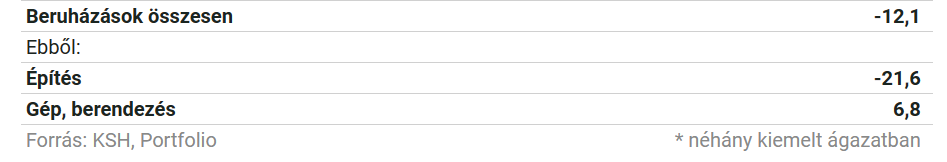 Beruházások összesen -12,1
Ebből:
Építés -21,6
Gép, berendezés 6,8
Forrás: KSH, Portfolio * néhány kiemelt ágazatban